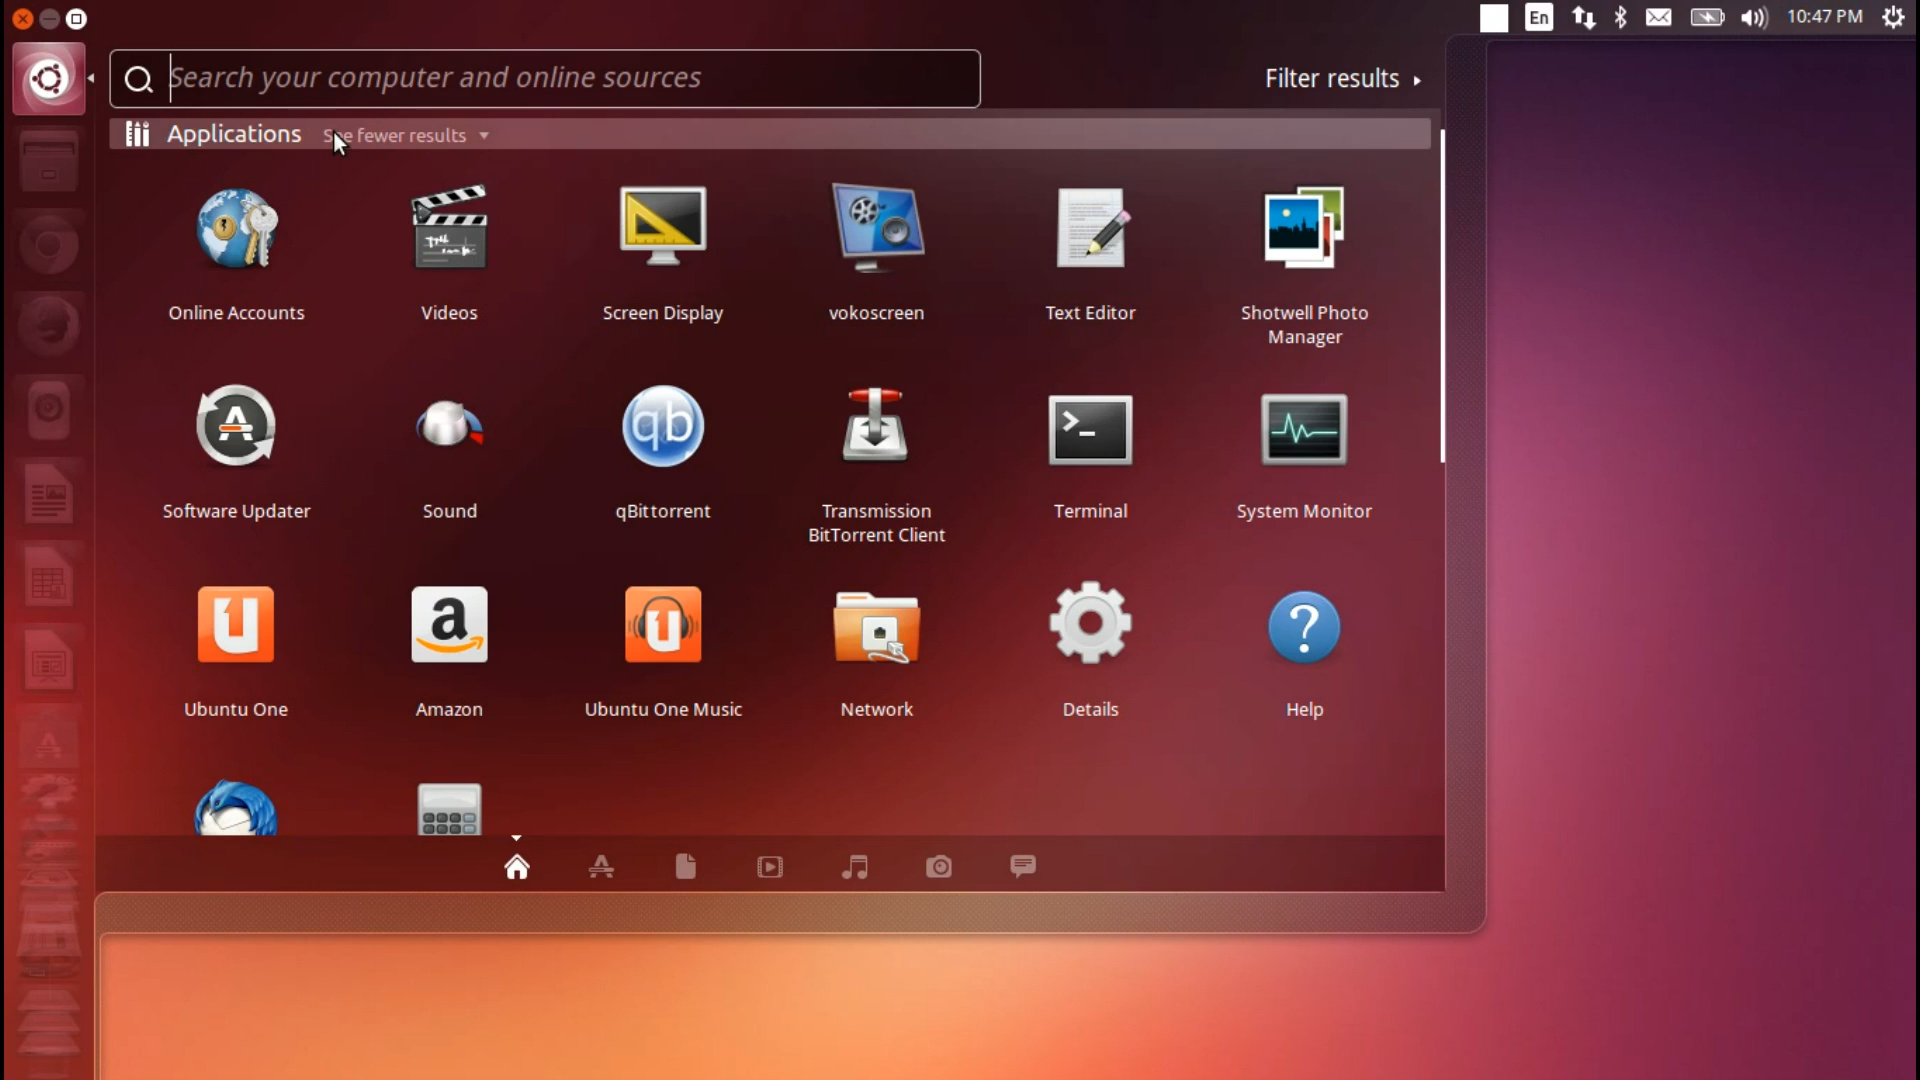 En
10:47 PM
Search your computer and online sources
Filter results
Applications
See fewer results
Online Accounts
Videos
Screen Display
vokoscreen
Text Editor
Shotwell Photo
Manager
Software Updater
Sound
qb
qBittorrent
Transmission
BitTorrent Client
Terminal
System Monitor
Ubuntu One
Amazon
Ubuntu One Music
Network
Details
Help